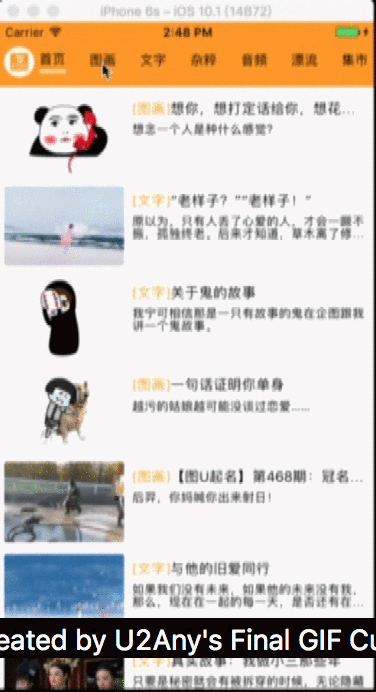 iPhone 6s – iOS 10.1 (14B72)
Carrier
2:48 PM
首页 图画 文字 杂粹 音频 漂流 集市
[图画]想你，想打定话给你，想花…
想念一个人是种什么感觉？
[文字]“老样子？”“老样子！”
原以为，只有人丢了心爱的人，才会一蹶不
振，孤独终老。后来才知道，草木离了修…
[文字]关于鬼的故事
我宁可相信那是一只有故事的鬼在企图跟我
讲一个鬼故事。
[图画]一句话证明你单身
越污的姑娘越可能没谈过恋爱……
[图画]【图U起名】第468期：冠名…
后羿，你妈喊你出来射日！
[文字]与他的旧爱同行
如果我们没有未来，如果他的未来没有我，
那么，现在在一起的每一天，是否还有在…
eated by U2Any's Final GIF Cu
[文字]真实故事：我做小三那些年
只要是秘密就会有被拆穿的时候，无论隐藏